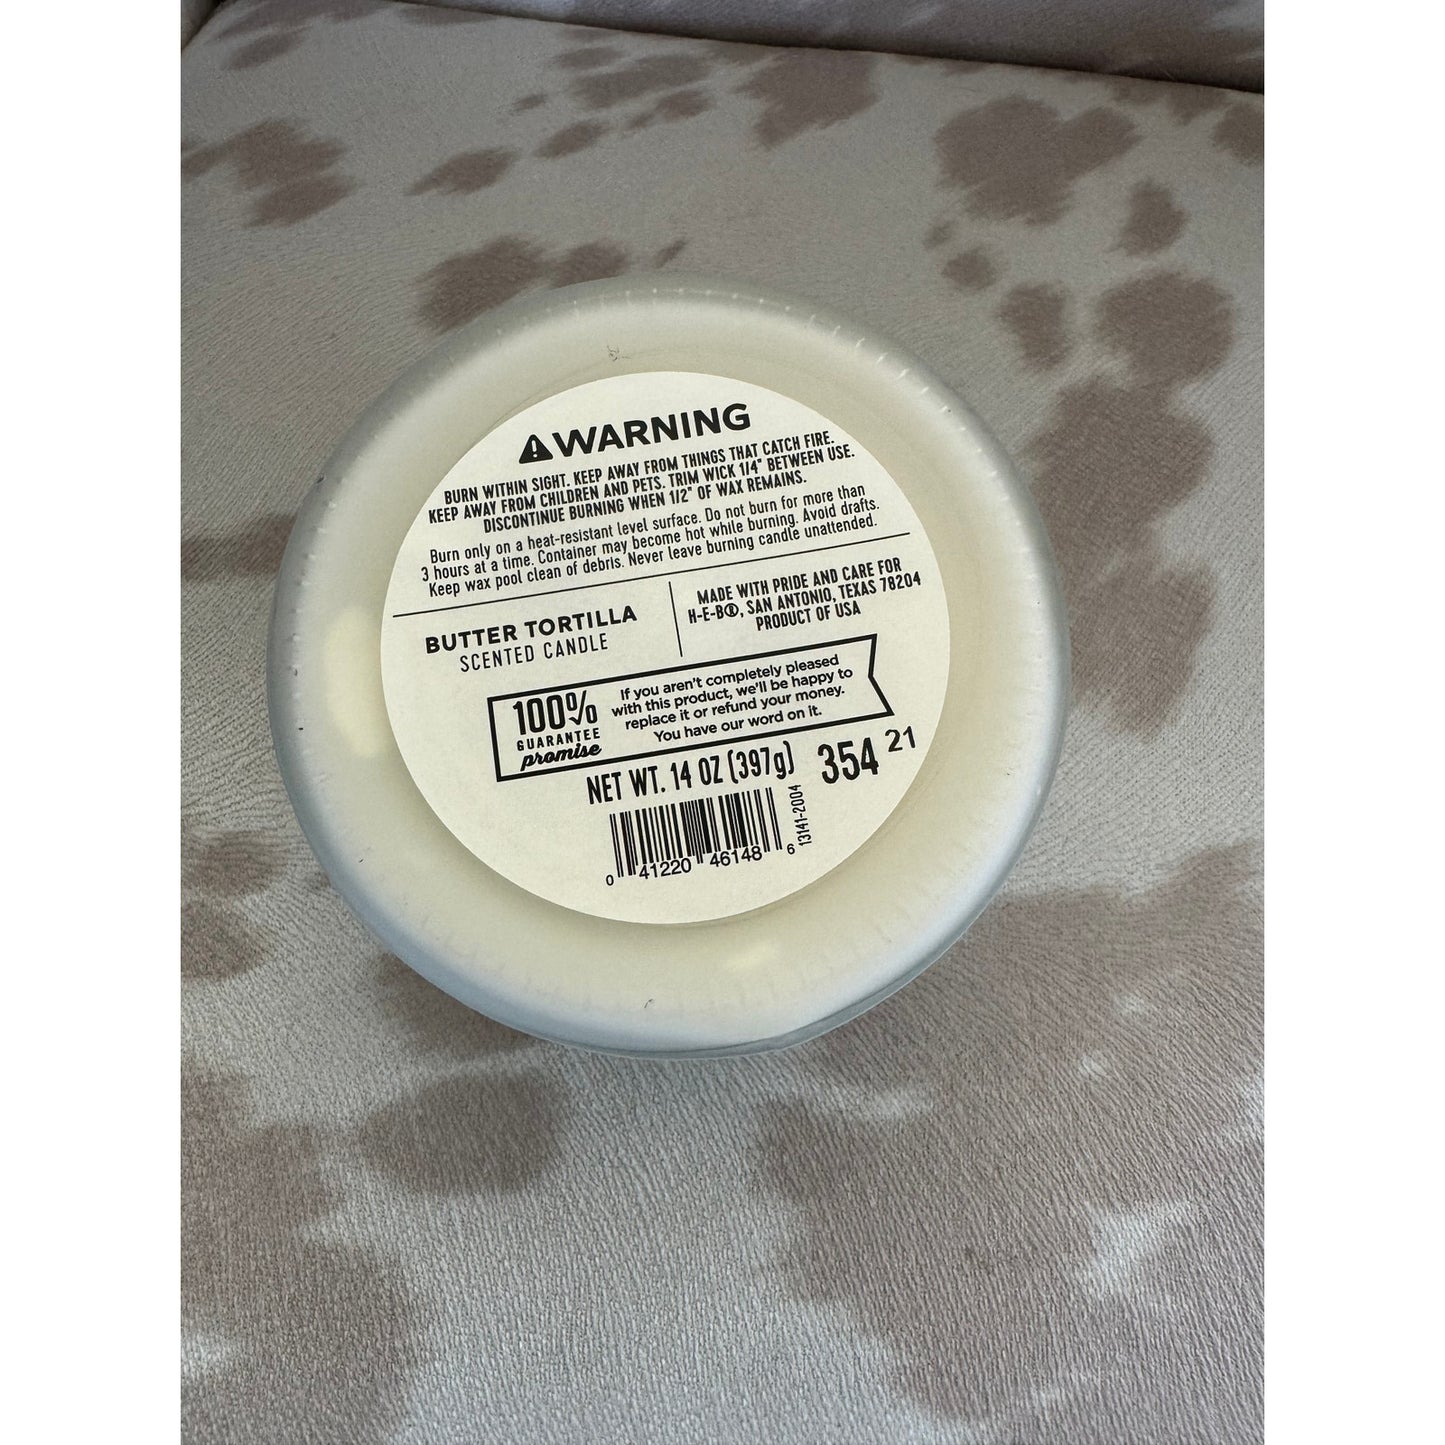 ⚠WARNING
BURN WITHIN SIGHT. KEEP AWAY FROM THINGS THAT CATCH FIRE.
KEEP AWAY FROM CHILDREN AND PETS. TRIM WICK 1/4" BETWEEN USE.
DISCONTINUE BURNING WHEN 1/2" OF WAX REMAINS.
Burn only on a heat-resistant level surface. Do not burn for more than
3 hours at a time. Container may become hot while burning. Avoid drafts.
Keep wax pool clean of debris. Never leave burning candle unattended.
BUTTER TORTILLA
SCENTED CANDLE
MADE WITH PRIDE AND CARE FOR
H-E-B®, SAN ANTONIO, TEXAS 78204
PRODUCT OF USA
100%
GUARANTEE
promise
If you aren't completely pleased
with this product, we'll be happy to
replace it or refund your money.
You have our word on it.
NET WT. 14 OZ (397g)
354 21
13141-2004
0 41220 46148 6